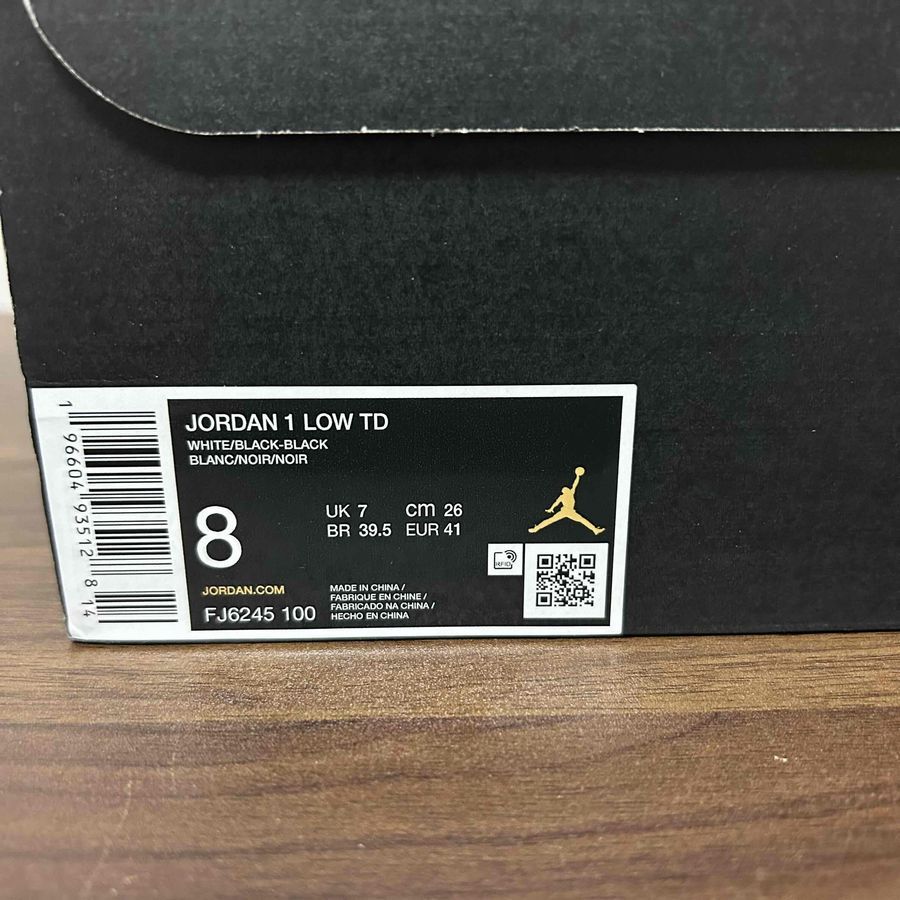 JORDAN 1 LOW TD
WHITE/BLACK-BLACK
BLANC/NOIR/NOIR
8
UK 7 cm 26
BR 39.5 EUR 41
RFID
JORDAN.COM
FJ6245 100
MADE IN CHINA /
FABRIQUE EN CHINE /
FABRICADO NA CHINA /
HECHO EN CHINA
1 96604 93512 8 14